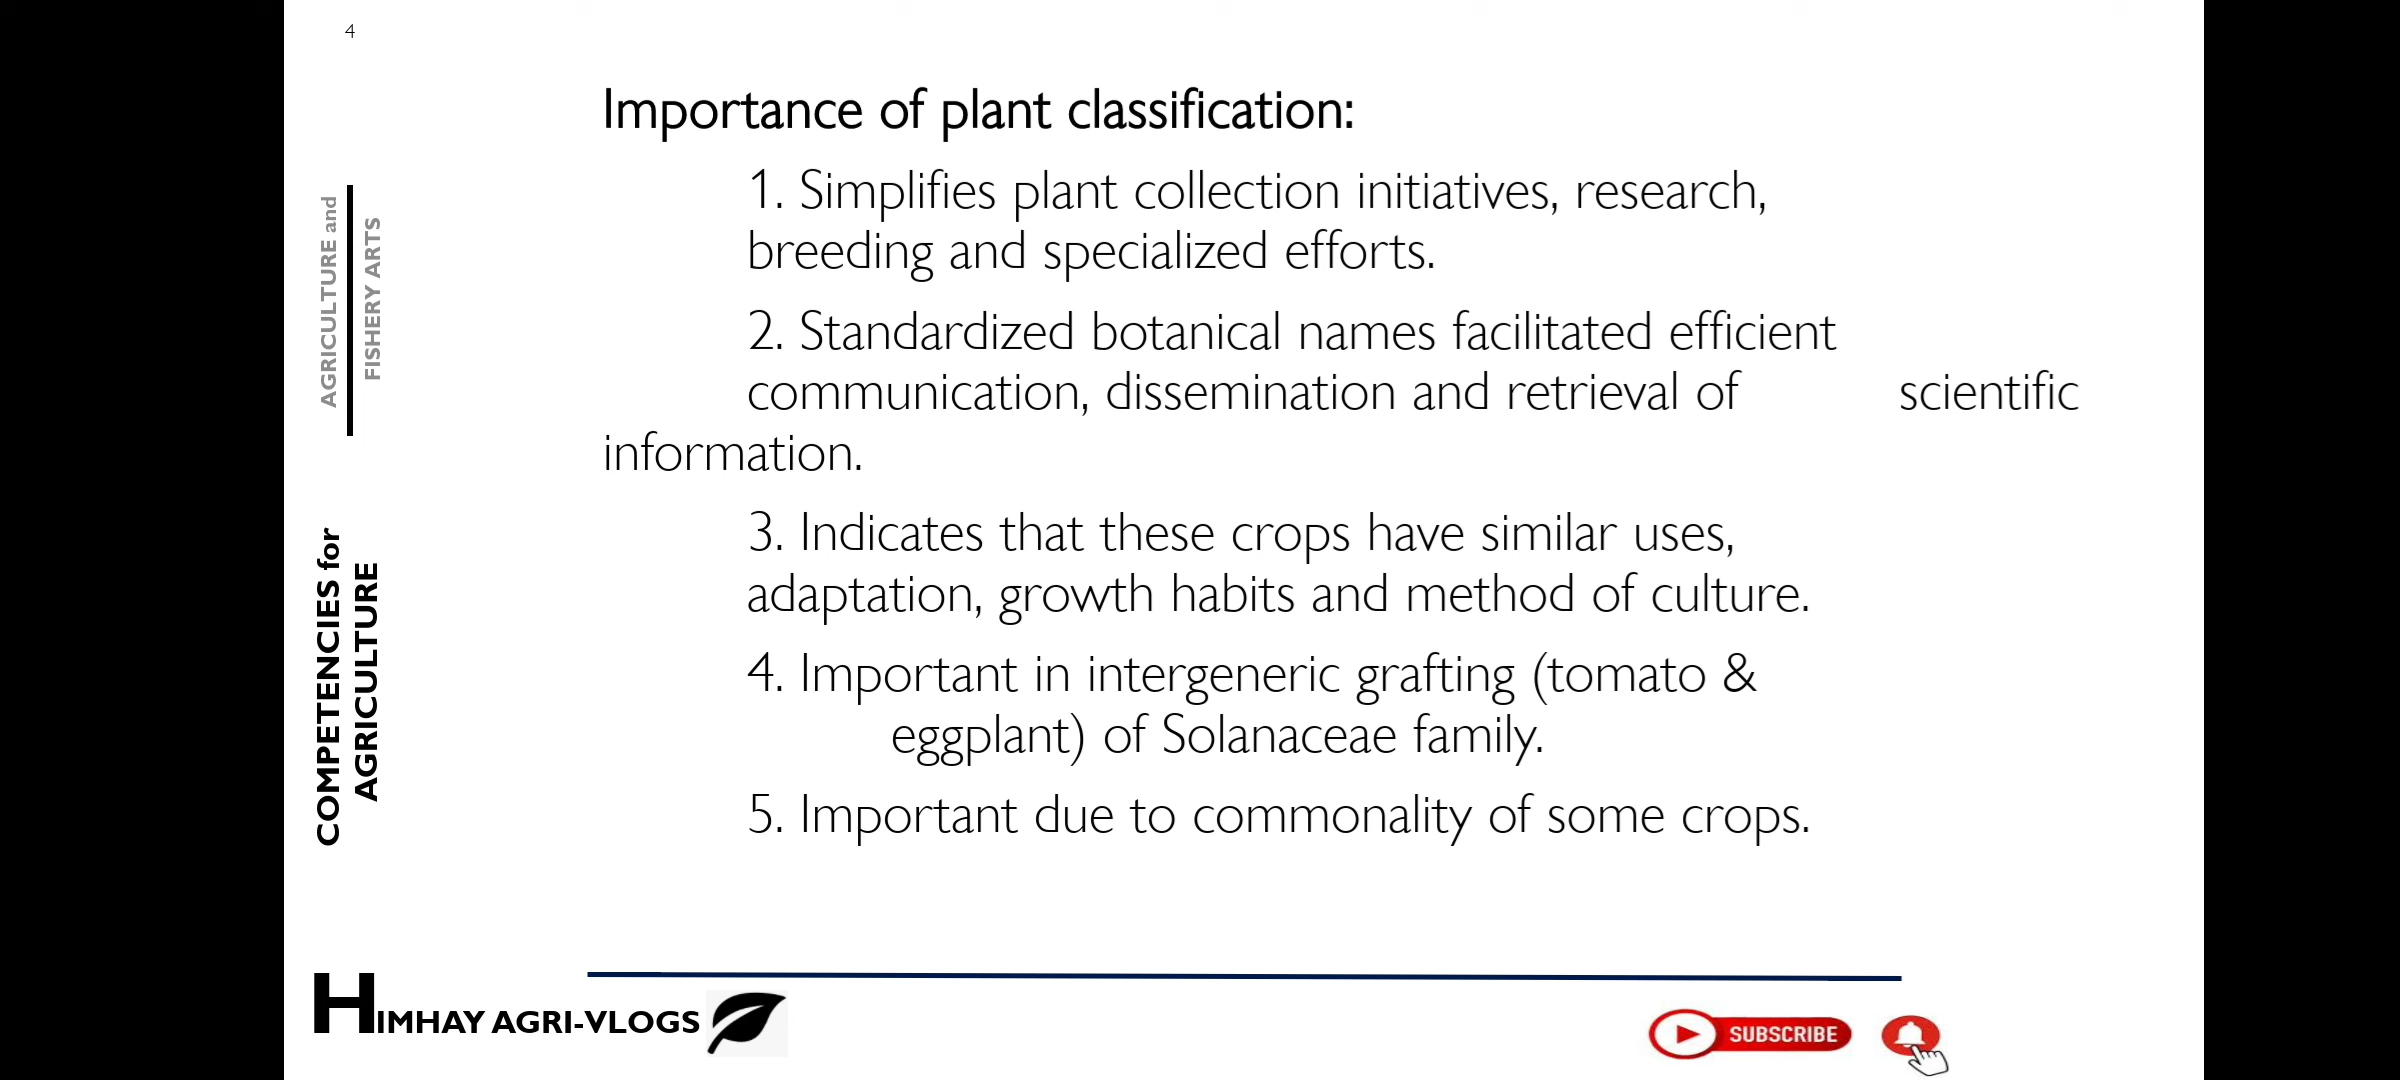 4
AGRICULTURE and
FISHERY ARTS
COMPETENCIES for
AGRICULTURE
Importance of plant classification:
1. Simplifies plant collection initiatives, research,
breeding and specialized efforts.
2. Standardized botanical names facilitated efficient
communication, dissemination and retrieval of scientific
information.
3. Indicates that these crops have similar uses,
adaptation, growth habits and method of culture.
4. Important in intergeneric grafting (tomato &
eggplant) of Solanaceae family.
5. Important due to commonality of some crops.
HIMHAY AGRI-VLOGS
SUBSCRIBE